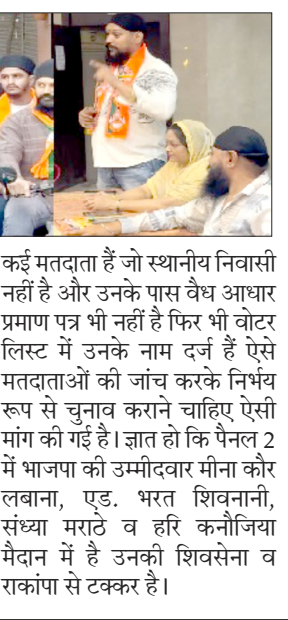 कई मतदाता हैं जो स्थानीय निवासी
नहीं है और उनके पास वैध आधार
प्रमाण पत्र भी नहीं है फिर भी वोटर
लिस्ट में उनके नाम दर्ज हैं ऐसे
मतदाताओं की जांच करके निर्भय
रूप से चुनाव कराने चाहिए ऐसी
मांग की गई है। ज्ञात हो कि पैनल 2
में भाजपा की उम्मीदवार मीना कौर
लबाना, एड. भरत शिवनानी,
संध्या मराठे व हरि कनौजिया
मैदान में है उनकी शिवसेना व
राकांपा से टक्कर है।